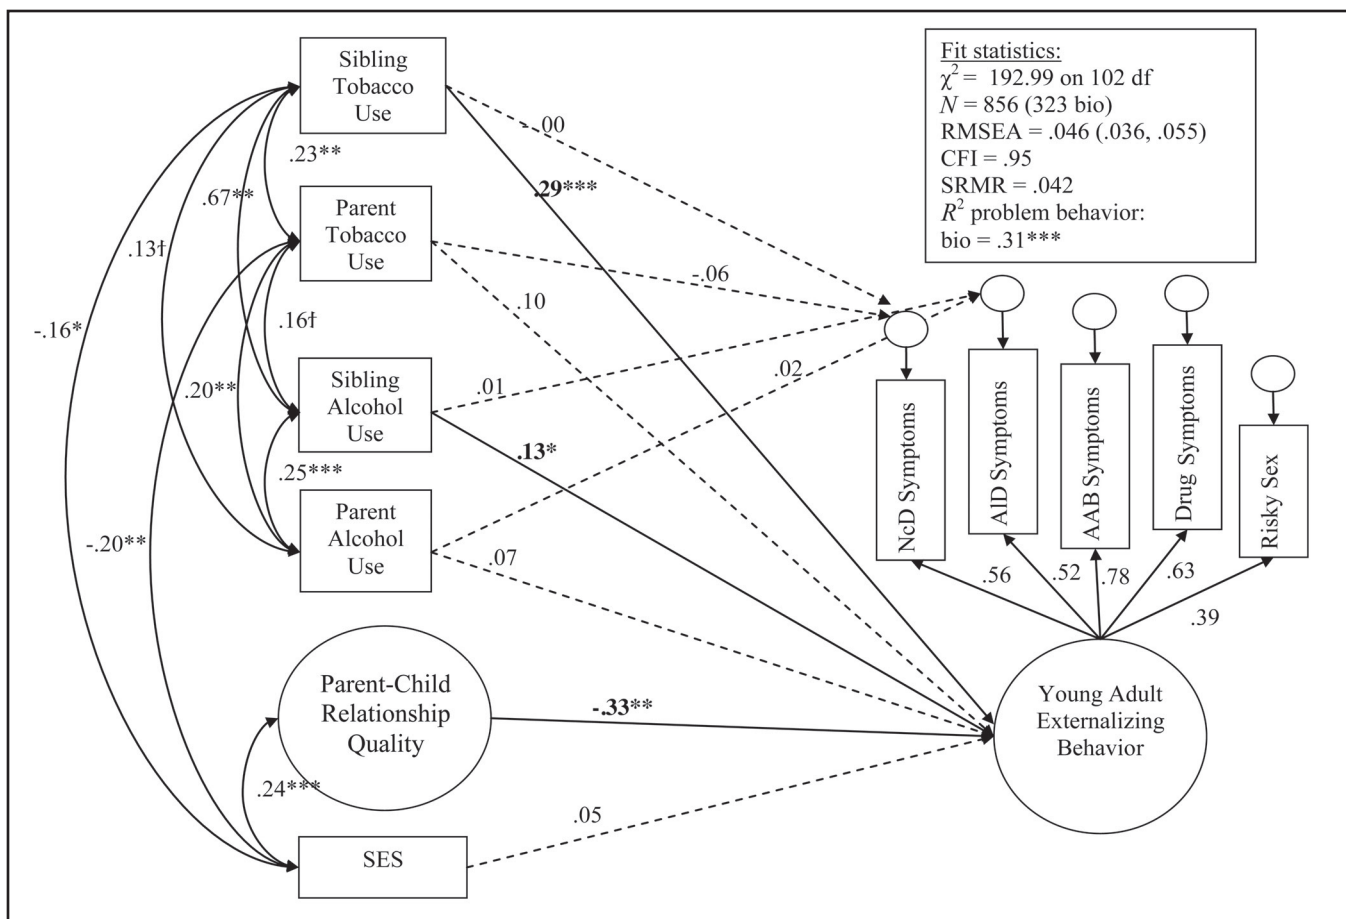 Sibling
Tobacco
Use
Fit statistics:
χ² = 192.99 on 102 df
N = 856 (323 bio)
RMSEA = .046 (.036, .055)
CFI = .95
SRMR = .042
R² problem behavior:
bio = .31***
-.00
.23**
.29***
.67**
Parent
Tobacco
Use
.13†
-.06
.10
-.16*
.16†
.02
.20**
Sibling
Alcohol
Use
.01
.13*
.25***
NcD Symptoms
AlD Symptoms
AAB Symptoms
Drug Symptoms
Risky Sex
-.20**
Parent
Alcohol
Use
.07
.56
.52
.78
.63
.39
Parent-Child
Relationship
Quality
-.33**
Young Adult
Externalizing
Behavior
.24***
.05
SES